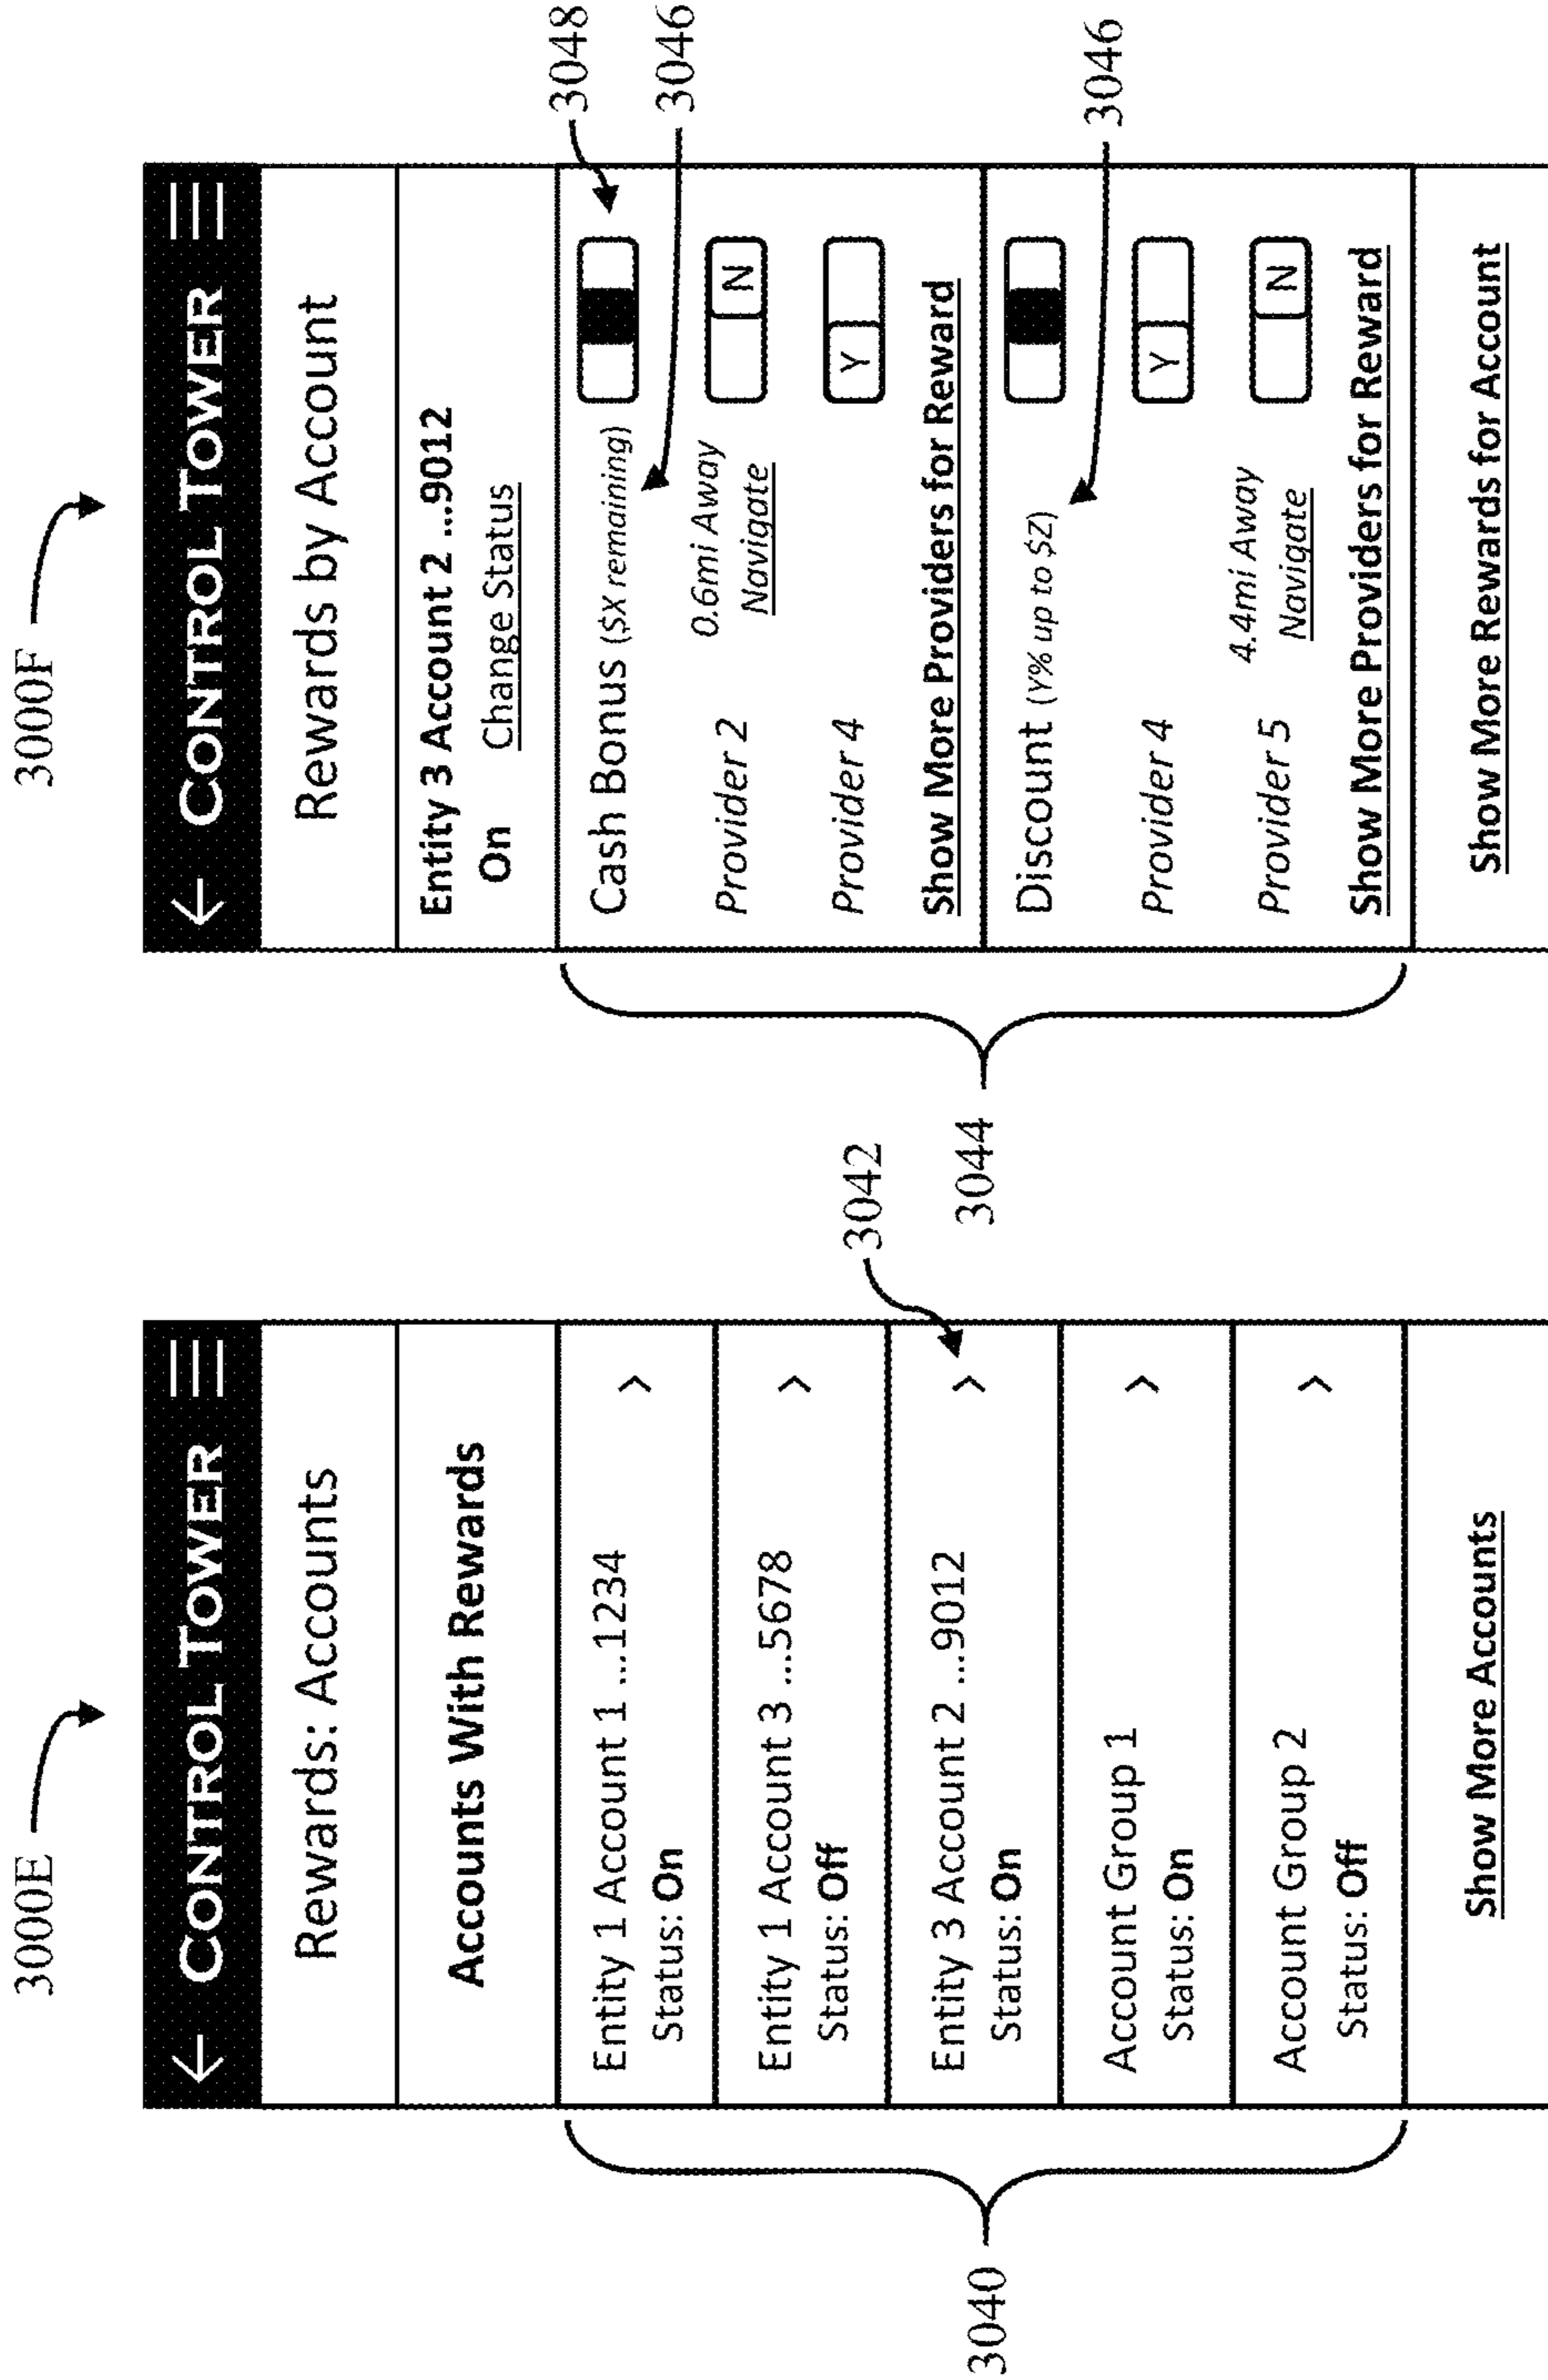 3000E
← CONTROL TOWER
Rewards: Accounts
Accounts With Rewards
Entity 1 Account 1 ...1234 >
Status: On
Entity 1 Account 3 ...5678 >
Status: Off
3042
Entity 3 Account 2 ...9012 >
Status: On
Account Group 1 >
Status: On
Account Group 2 >
Status: Off
Show More Accounts
3040
3000F
← CONTROL TOWER
Rewards by Account
Entity 3 Account 2 ...9012
On Change Status
3048
Cash Bonus ($X remaining)
3046
Provider 2 0.6mi Away N
Navigate
Provider 4 Y
Show More Providers for Reward
3044
Discount (Y% up to $Z)
3046
Provider 4 Y
Provider 5 4.4mi Away N
Navigate
Show More Providers for Reward
Show More Rewards for Account